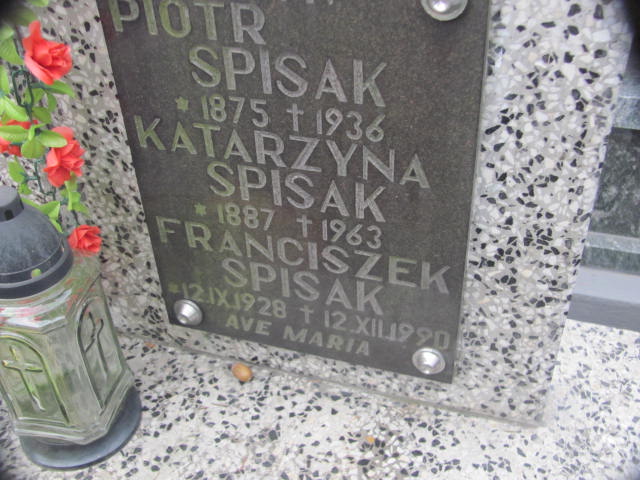 PIOTR
SPISAK
* 1875 † 1936
KATARZYNA
SPISAK
* 1887 † 1963
FRANCISZEK
SPISAK
* 12.IX.1928 † 12.XII.1990
AVE MARIA